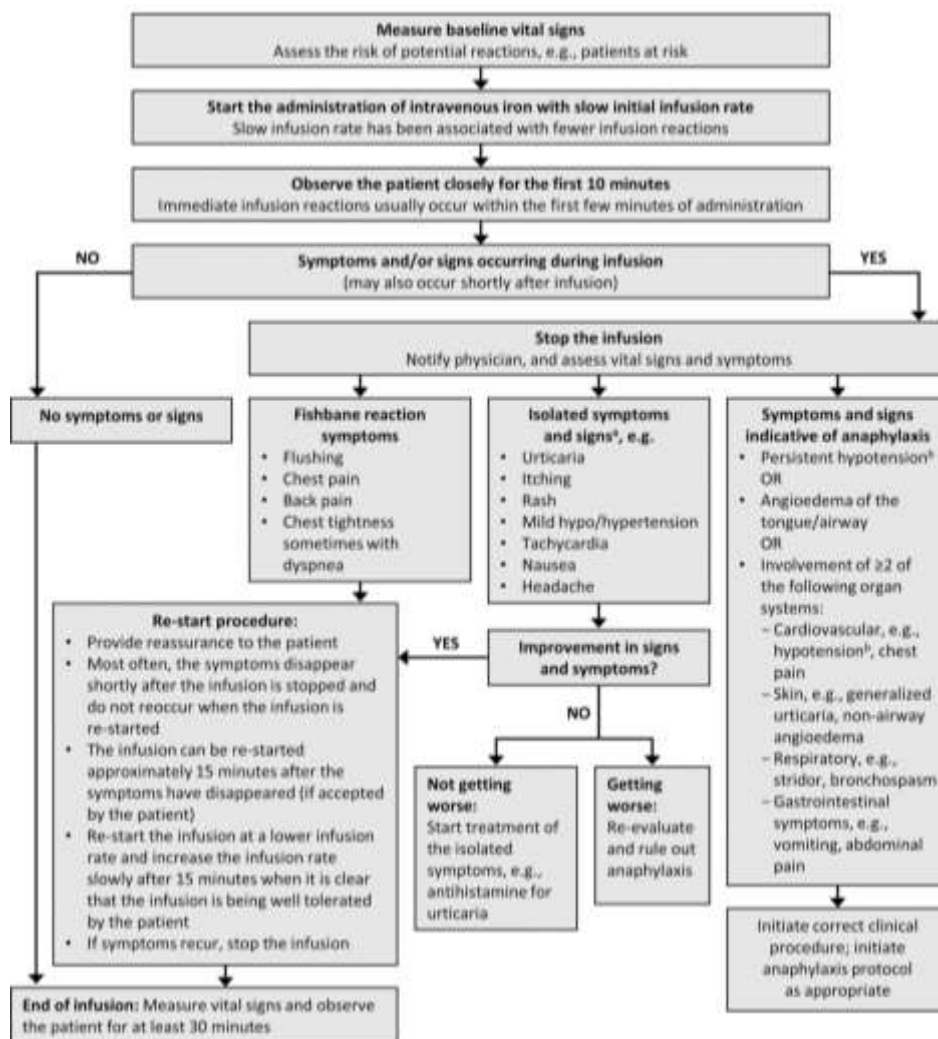 Measure baseline vital signs
Assess the risk of potential reactions, e.g., patients at risk
Start the administration of intravenous iron with slow initial infusion rate
Slow infusion rate has been associated with fewer infusion reactions
Observe the patient closely for the first 10 minutes
Immediate infusion reactions usually occur within the first few minutes of administration
NO
Symptoms and/or signs occurring during infusion
(may also occur shortly after infusion)
YES
Stop the infusion
Notify physician, and assess vital signs and symptoms
No symptoms or signs
Fishbane reaction
symptoms
• Flushing
• Chest pain
• Back pain
• Chest tightness
sometimes with
dyspnea
Isolated symptoms
and signsᵃ, e.g.
• Urticaria
• Itching
• Rash
• Mild hypo/hypertension
• Tachycardia
• Nausea
• Headache
Symptoms and signs
indicative of anaphylaxis
• Persistent hypotensionᵇ
OR
• Angioedema of the
tongue/airway
OR
• Involvement of ≥2 of
the following organ
systems:
– Cardiovascular, e.g.,
hypotensionᵇ, chest
pain
– Skin, e.g., generalized
urticaria, non-airway
angioedema
– Respiratory, e.g.,
stridor, bronchospasm
– Gastrointestinal
symptoms, e.g.,
vomiting, abdominal
pain
Re-start procedure:
• Provide reassurance to the patient
• Most often, the symptoms disappear
shortly after the infusion is stopped and
do not reoccur when the infusion is
re-started
• The infusion can be re-started
approximately 15 minutes after the
symptoms have disappeared (if accepted
by the patient)
• Re-start the infusion at a lower infusion
rate and increase the infusion rate
slowly after 15 minutes when it is clear
that the infusion is being well tolerated
by the patient
• If symptoms recur, stop the infusion
YES
Improvement in signs
and symptoms?
NO
Not getting
worse:
Start treatment of
the isolated
symptoms, e.g.,
antihistamine for
urticaria
Getting
worse:
Re-evaluate
and rule out
anaphylaxis
Initiate correct clinical
procedure; initiate
anaphylaxis protocol
as appropriate
End of infusion: Measure vital signs and observe
the patient for at least 30 minutes